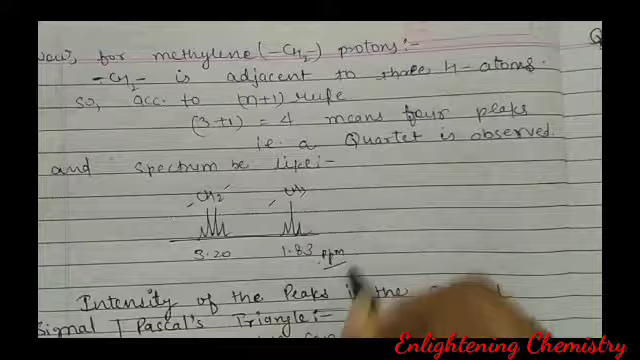 Now, for methylene (-CH2-) protons:-
-CH2- is adjacent to three H-atoms.
so, acc. to (n+1) rule
(3+1) = 4 means four peaks
i.e. a Quartet is observed.
and spectrum be like:-
-CH2-
3.20 1.83 ppm
Intensity of the Peaks in the
Signal | Pascal's Triangle:-
Enlightening Chemistry